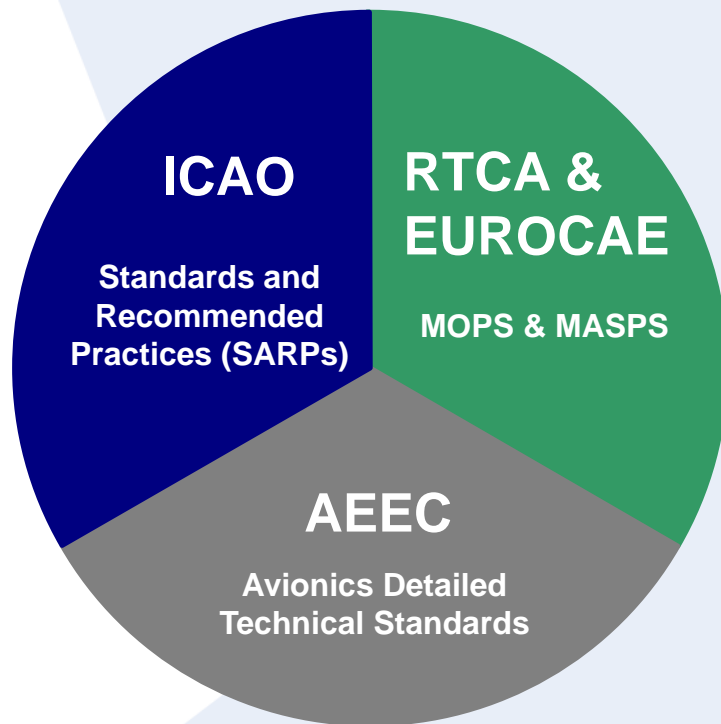 ICAO
Standards and
Recommended
Practices (SARPs)
RTCA &
EUROCAE
MOPS & MASPS
AEEC
Avionics Detailed
Technical Standards